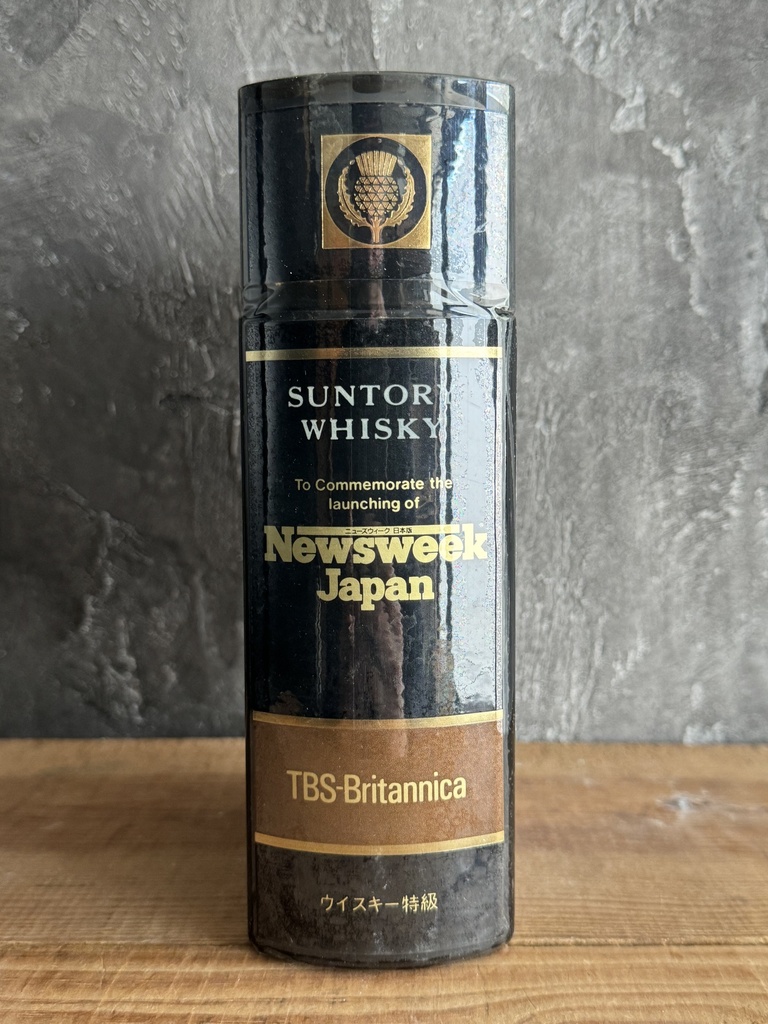 SUNTORY
WHISKY
To Commemorate the
launching of
ニューズウィーク 日本版
Newsweek
Japan
TBS-Britannica
ウイスキー特級